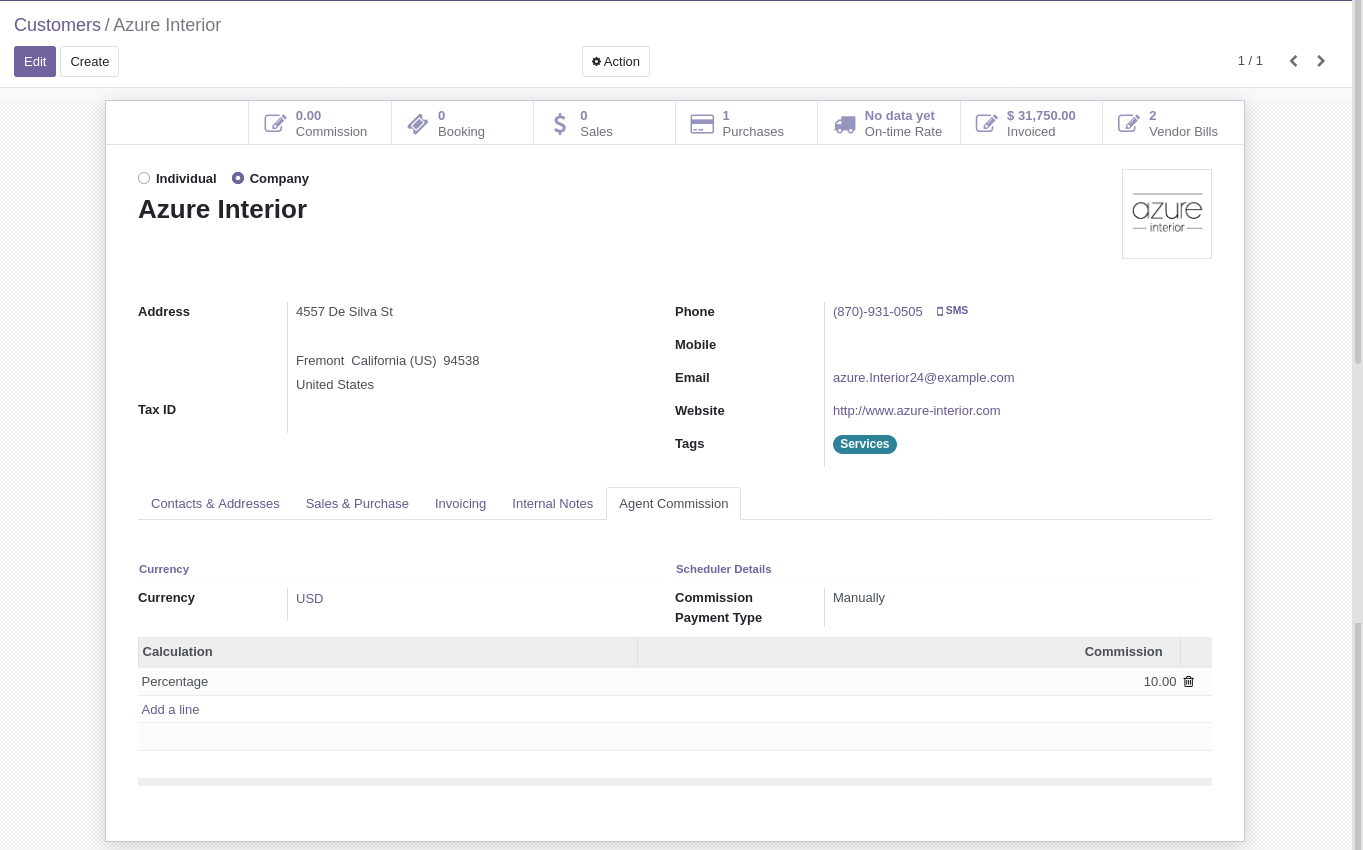 Customers / Azure Interior
Edit Create Action 1 / 1
0.00 Commission
0 Booking
0 Sales
1 Purchases
No data yet On-time Rate
$ 31,750.00 Invoiced
2 Vendor Bills
Individual Company
Azure Interior
azure
interior
Address 4557 De Silva St
Fremont California (US) 94538
United States
Tax ID
Phone (870)-931-0505 SMS
Mobile
Email azure.Interior24@example.com
Website http://www.azure-interior.com
Tags Services
Contacts & Addresses Sales & Purchase Invoicing Internal Notes Agent Commission
Currency
Currency USD
Scheduler Details
Commission Manually
Payment Type
Calculation Commission
Percentage 10.00
Add a line